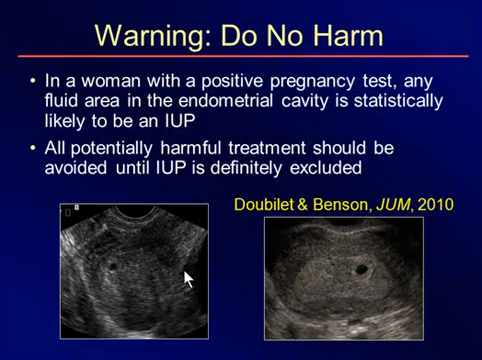 Warning: Do No Harm
• In a woman with a positive pregnancy test, any
fluid area in the endometrial cavity is statistically
likely to be an IUP
• All potentially harmful treatment should be
avoided until IUP is definitely excluded
Doubilet & Benson, JUM, 2010